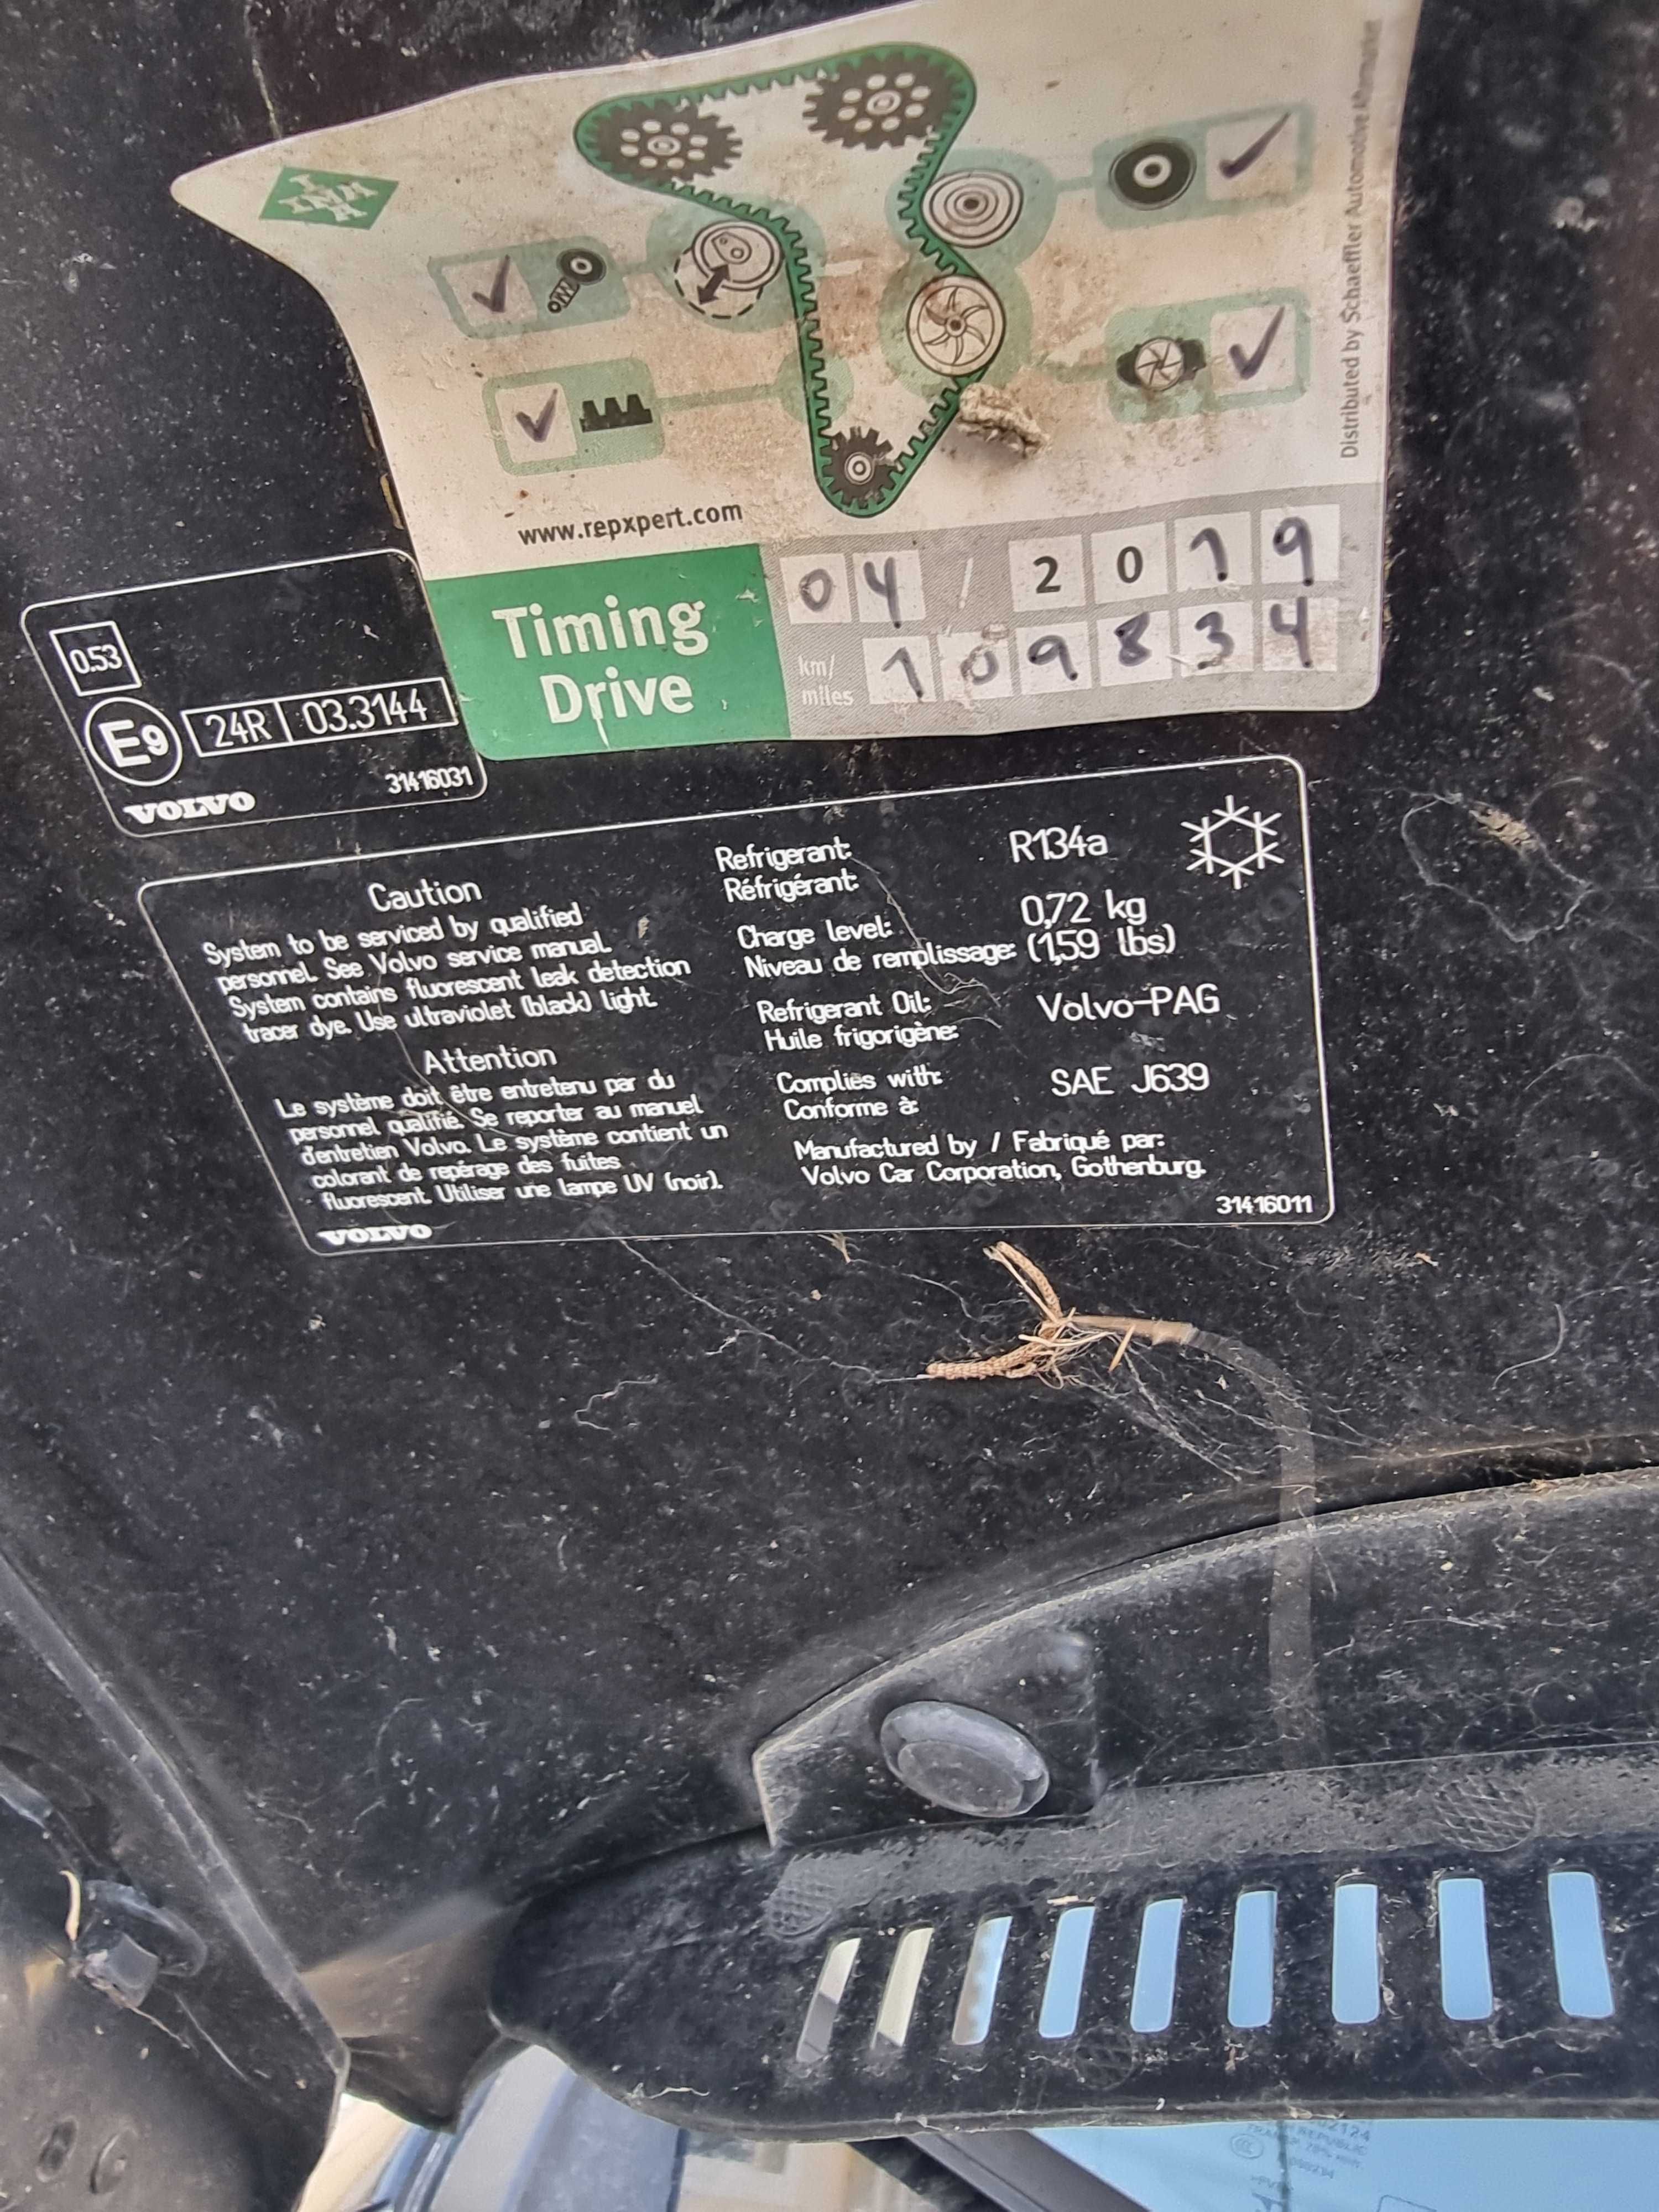 INA
Distributed by Schaeffler Automotive Aftermarket
www.repxpert.com
Timing
Drive
04 / 2019
km/
miles
109834
0.53
E9
24R 03.3144
31416031
VOLVO
Caution
System to be serviced by qualified
personnel. See Volvo service manual.
System contains fluorescent leak detection
tracer dye. Use ultraviolet (black) light.
Attention
Le système doit être entretenu par du
personnel qualifié. Se reporter au manuel
d'entretien Volvo. Le système contient un
colorant de repérage des fuites
fluorescent. Utiliser une lampe UV (noir).
VOLVO
Refrigerant: R134a
Réfrigérant:
Charge level: 0,72 kg
Niveau de remplissage: (1,59 lbs)
Refrigerant Oil: Volvo-PAG
Huile frigorigène:
Complies with: SAE J639
Conforme à:
Manufactured by / Fabriqué par:
Volvo Car Corporation, Gothenburg.
31416011